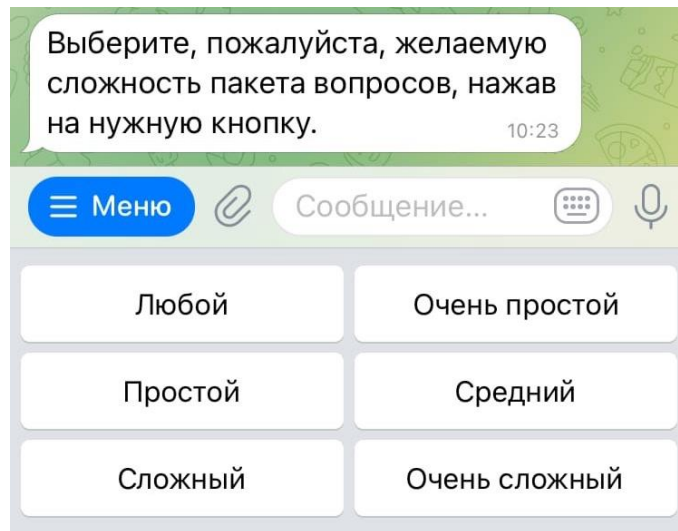 Выберите, пожалуйста, желаемую
сложность пакета вопросов, нажав
на нужную кнопку.
10:23
Меню
Сообщение...
Любой
Очень простой
Простой
Средний
Сложный
Очень сложный